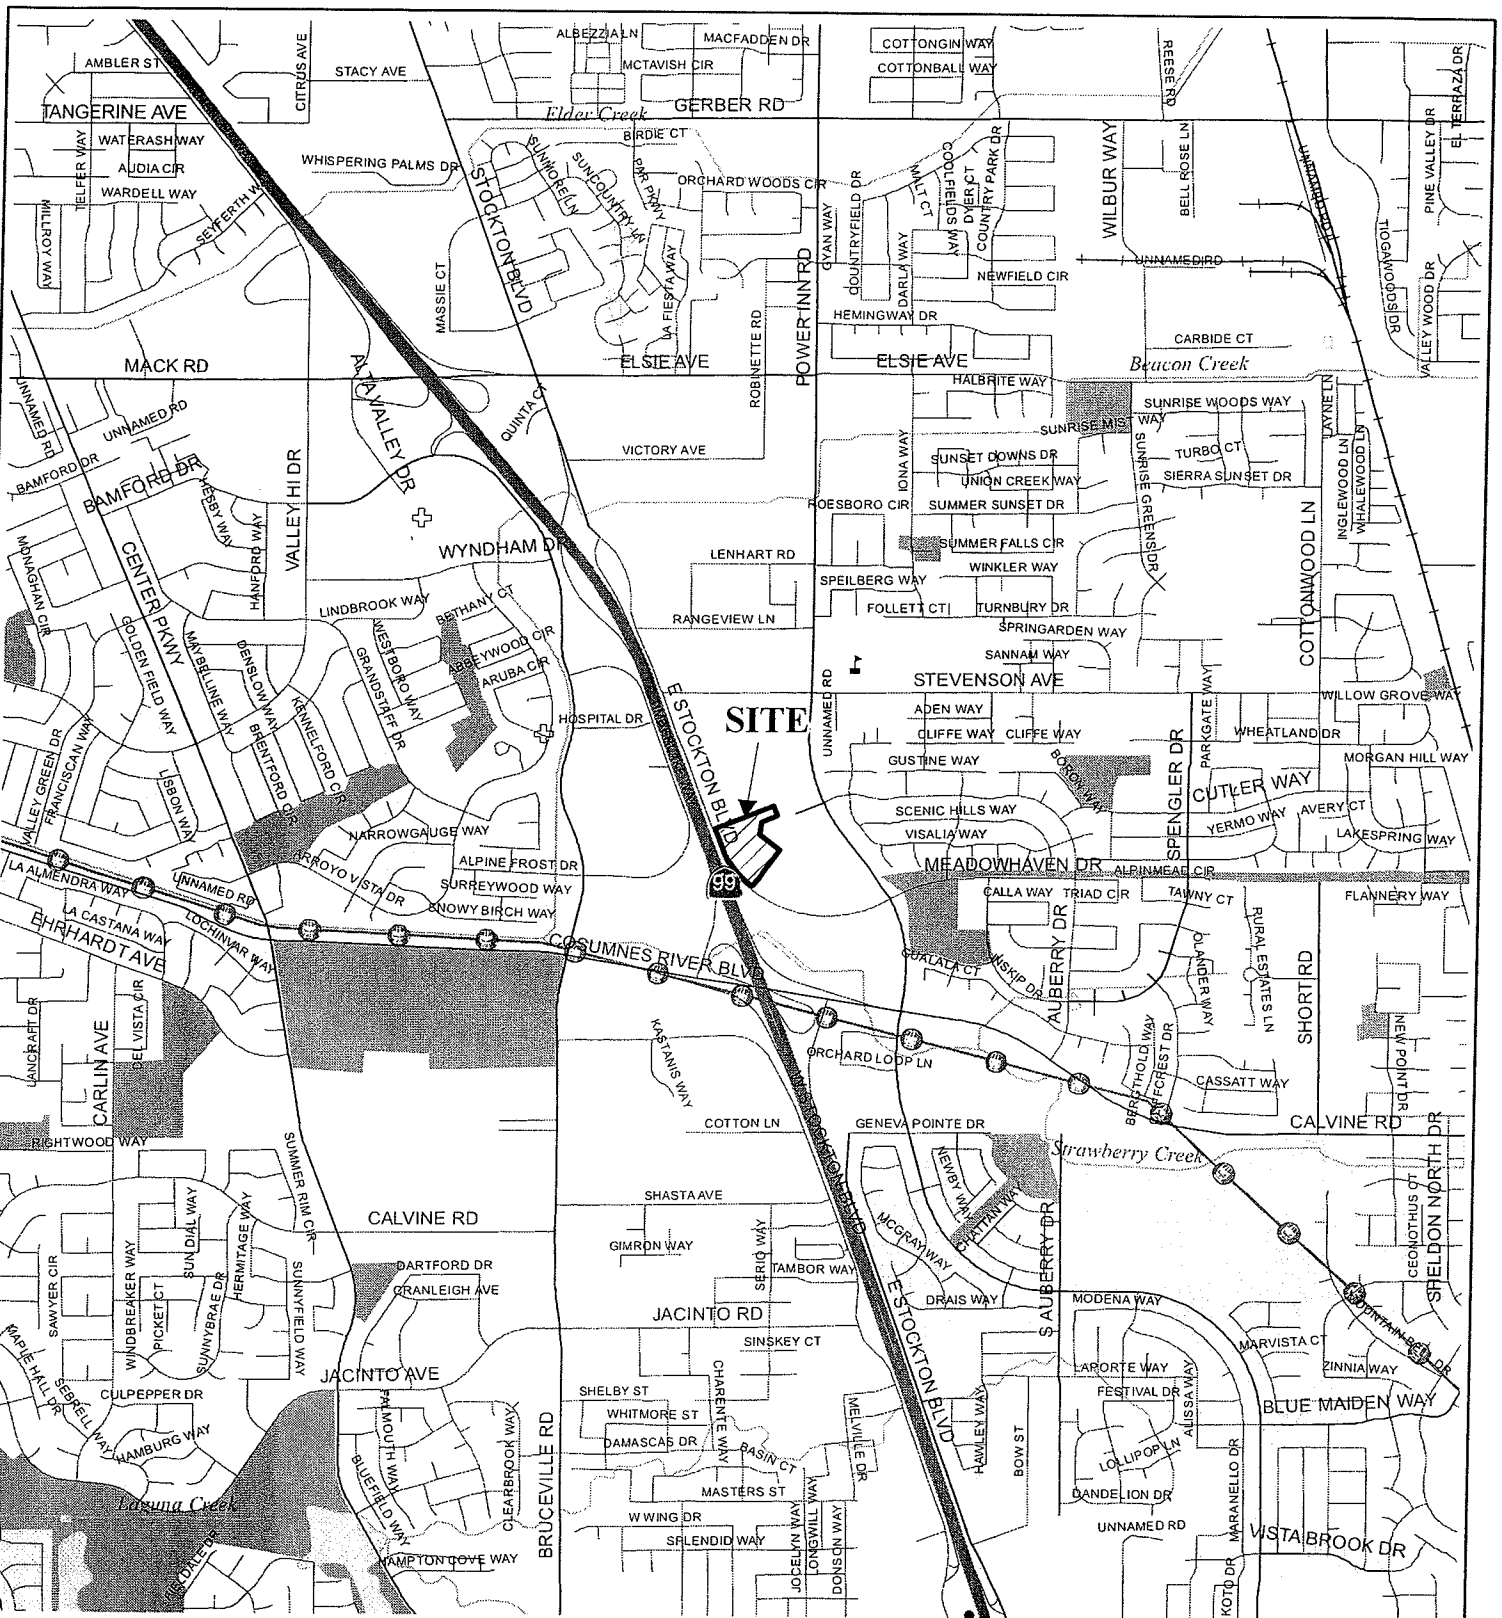 ALBEZZIA LN
MACFADDEN DR
COTTONGIN WAY
AMBLER ST
CITRUS AVE
STACY AVE
MCTAVISH CIR
COTTONBALL WAY
REESE RD
EL TERRAZA DR
TANGERINE AVE
Elder Creek
GERBER RD
WATERASH WAY
BIRDIE CT
TELFER WAY
AUDIA CIR
WHISPERING PALMS DR
SUNMORE LN
SUNCOUNTRY LN
PAR PKWY
ORCHARD WOODS CIR
MALT CT
COOLFIELDS WAY
DYER CT
COUNTRY PARK DR
WILBUR WAY
BELL ROSE LN
UNNAMED RD
PINE VALLEY DR
WARDELL WAY
MILROY WAY
SEYFERTH WAY
STOCKTON BLVD
GYAN WAY
COUNTRYFIELD DR
DARLA WAY
UNNAMED RD
TIOGAWOODS DR
MASSIE CT
LA FIESTA WAY
NEWFIELD CIR
POWER INN RD
HEMINGWAY DR
ROBINETTE RD
CARBIDE CT
VALLEY WOOD DR
MACK RD
ALTA VALLEY DR
ELSIE AVE
ELSIE AVE
Beacon Creek
UNNAMED RD
UNNAMED RD
QUINTA CT
HALBRITE WAY
SUNRISE WOODS WAY
LAYNE LN
SUNRISE MIST WAY
VICTORY AVE
IONA WAY
SUNSET DOWNS DR
TURBO CT
BAMFORD DR
BAMFORD DR
VALLEY HI DR
UNION CREEK WAY
SUNRISE GREENS DR
SIERRA SUNSET DR
INGLEWOOD LN
WHALEWOOD LN
HESBY WAY
ROESBORO CIR
SUMMER SUNSET DR
COTTONWOOD LN
MONAGHAN CIR
CENTER PKWY
HANFORD WAY
WYNDHAM DR
LENHART RD
SUMMER FALLS CIR
WINKLER WAY
SPEILBERG WAY
LINDBROOK WAY
BETHANY CT
FOLLETT CT
TURNBURY DR
RANGEVIEW LN
SPRINGARDEN WAY
GOLDEN FIELD WAY
MAYBELLINE WAY
DENSLOW WAY
WESTBORO WAY
GRANDSTAFF DR
ABBEYWOOD CIR
ARUBA CIR
SANNAM WAY
STEVENSON AVE
PARKGATE WAY
WILLOW GROVE WAY
KENNELFORD CIR
BRENTFORD CIR
HOSPITAL DR
E STOCKTON BLVD
SITE
UNNAMED RD
ADEN WAY
CLIFFE WAY
CLIFFE WAY
WHEATLAND DR
VALLEY GREEN DR
FRANCISCAN WAY
LISBON WAY
GUSTINE WAY
BOROW WAY
SPENGLER DR
MORGAN HILL WAY
CUTLER WAY
SCENIC HILLS WAY
YERMO WAY
AVERY CT
NARROWGAUGE WAY
VISALIA WAY
LAKESPRING WAY
LA ALMENDRA WAY
UNNAMED RD
ARROYO VISTA DR
ALPINE FROST DR
MEADOWHAVEN DR
ALPINMEAD CIR
SURREYWOOD WAY
99
CALLA WAY
TRIAD CIR
TAWNY CT
FLANNERY WAY
LA CASTANA WAY
LOCHINVAR WAY
SNOWY BIRCH WAY
EHRHARDT AVE
COSUMNES RIVER BLVD
GUALALA CT
INSKIP DR
AUBERRY DR
OLANDER WAY
RURAL ESTATES LN
SHORT RD
LANCRAFT DR
CARLIN AVE
DEL VISTA CIR
KASTANIS WAY
ORCHARD LOOP LN
BERGTHOLD WAY
CASSATT WAY
NEW POINT DR
W STOCKTON BLVD
COTTON LN
GENEVA POINTE DR
CALVINE RD
RIGHTWOOD WAY
Strawberry Creek
SUMMER RIM CIR
NEWBY WAY
CHATTAN WAY
SHELDON NORTH DR
SHASTA AVE
CEONOTHUS CT
CALVINE RD
SUN DIAL WAY
HERMITAGE WAY
MCGRAY WAY
S AUBERRY DR
GIMRON WAY
SERIO WAY
TAMBOR WAY
SAWYER CIR
WINDBREAKER WAY
PICKET CT
SUNNYBRAE DR
SUNNYFIELD WAY
DARTFORD DR
CRANLEIGH AVE
E STOCKTON BLVD
DRAIS WAY
MODENA WAY
MOUNTAIN BELL DR
JACINTO RD
MAPLE HALL DR
SINSKEY CT
MARVISTA CT
JACINTO AVE
LAPORTE WAY
ZINNIA WAY
SEBRELL WAY
CULPEPPER DR
SHELBY ST
CHARENTE WAY
FESTIVAL DR
ALISSA WAY
BLUE MAIDEN WAY
FALMOUTH WAY
WHITMORE ST
MELVILLE DR
HAMBURG WAY
CLEARBROOK WAY
BRUCEVILLE RD
DAMASCAS DR
BASIN CT
HAWLEY WAY
BOW ST
LOLLIPOP LN
MARANELLO DR
BLUEFIELD WAY
MASTERS ST
DANDELION DR
Laguna Creek
W WING DR
UNNAMED RD
SPLENDID WAY
JOCELYN WAY
LONGWILL WAY
DONSON WAY
VISTA BROOK DR
HAMPTON COVE WAY
KOTO DR